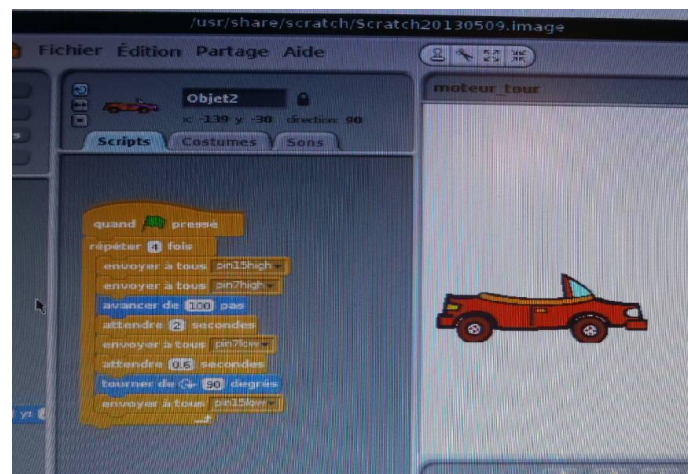 /usr/share/scratch/Scratch20130509.image
Fichier Édition Partage Aide
Objet2
x: -139 y: -30 direction: 90
Scripts Costumes Sons
moteur_tour
quand pressé
répéter 4 fois
envoyer à tous pin15high
envoyer à tous pin7high
avancer de 100 pas
attendre 2 secondes
envoyer à tous pin7low
attendre 0.6 secondes
tourner de 90 degrés
envoyer à tous pin15low